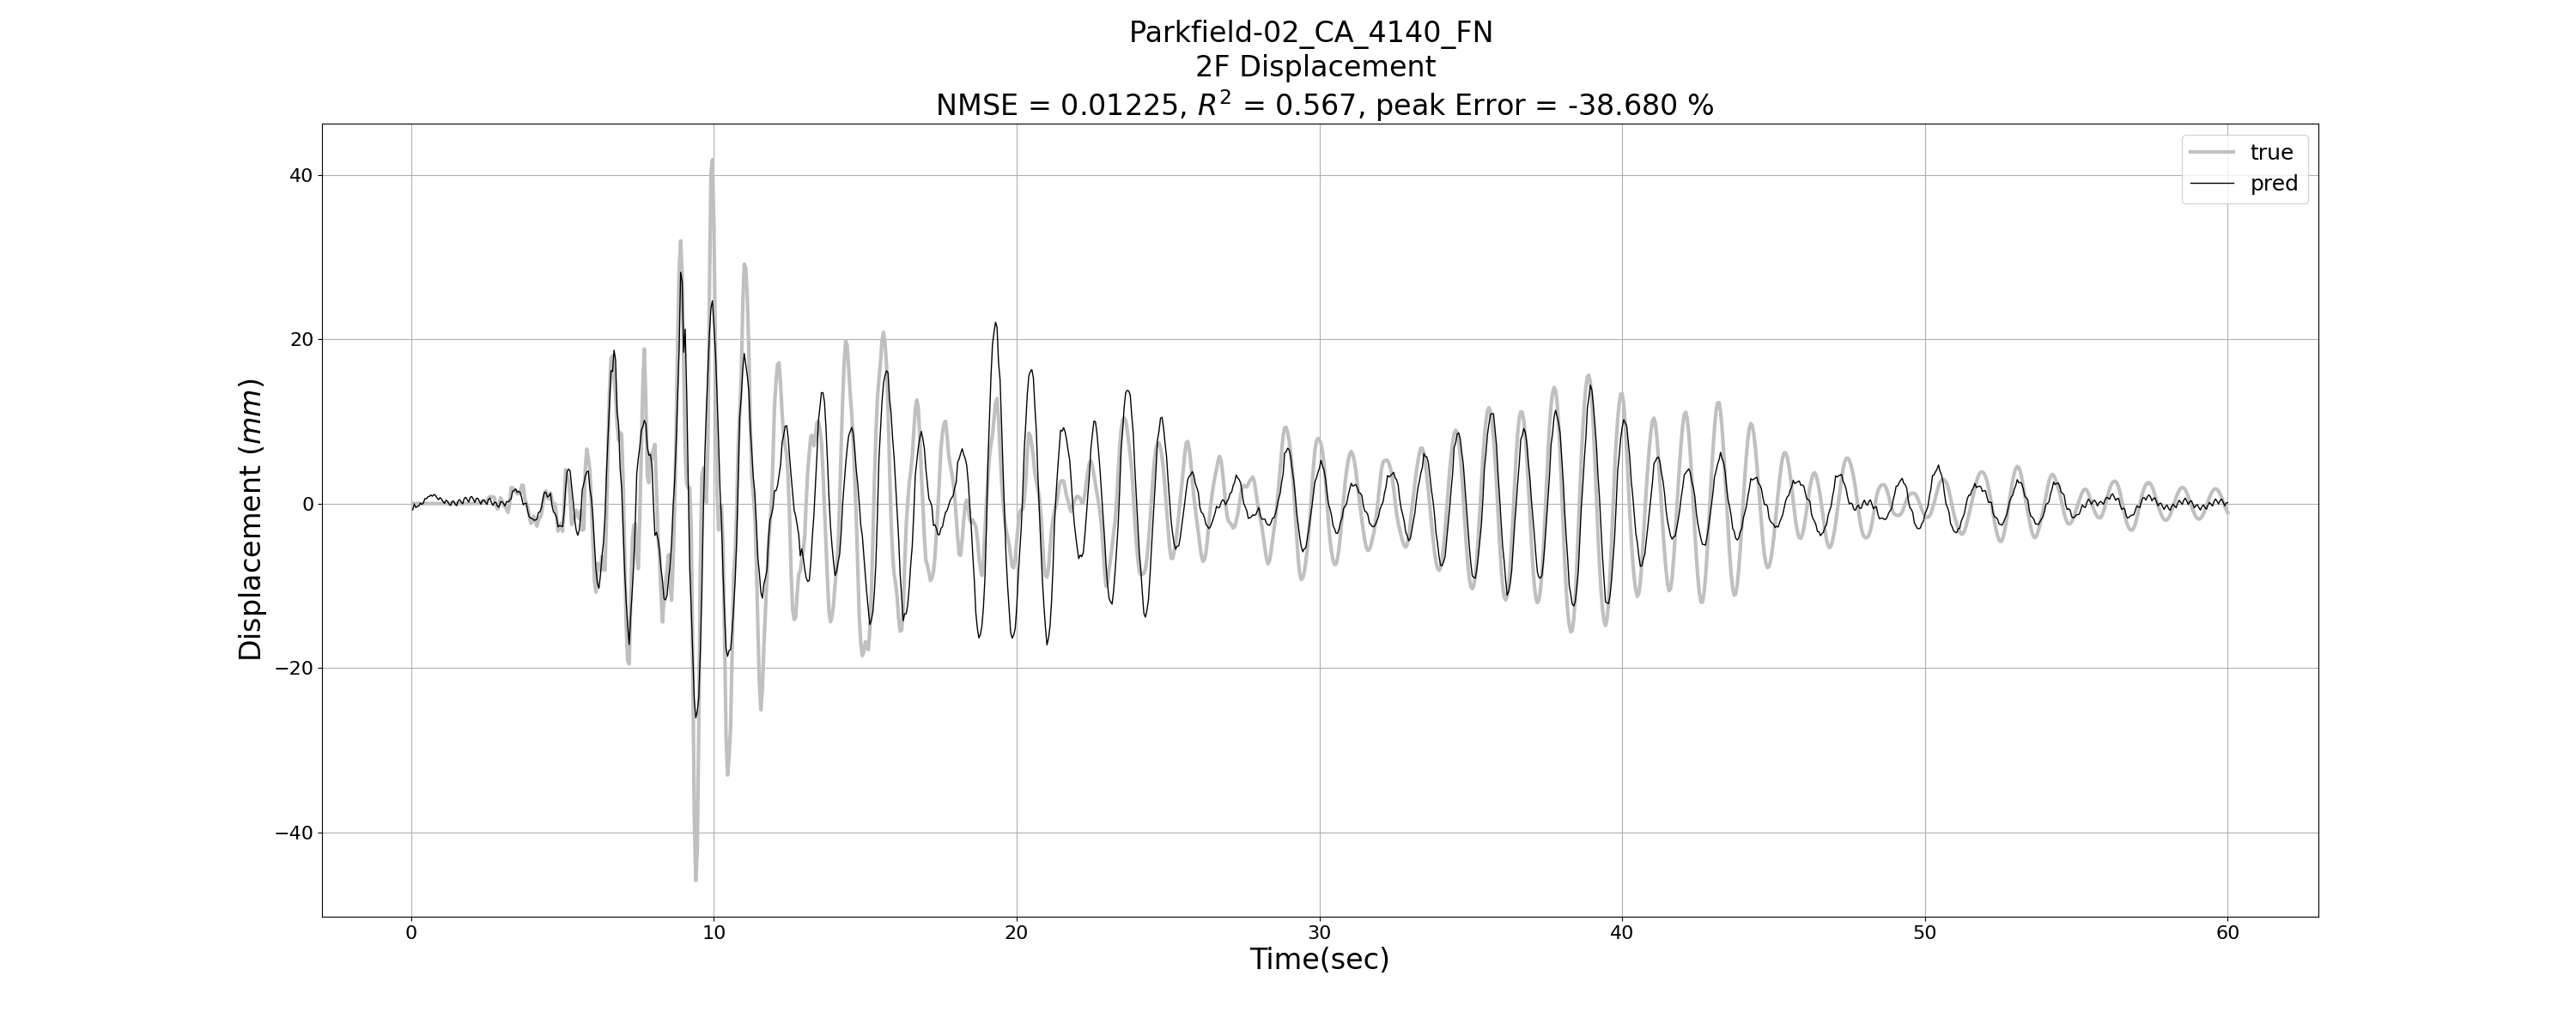 Parkfield-02_CA_4140_FN
2F Displacement
NMSE = 0.01225, R² = 0.567, peak Error = -38.680 %
true
pred
Displacement (mm)
40
20
0
−20
−40
0 10 20 30 40 50 60
Time(sec)